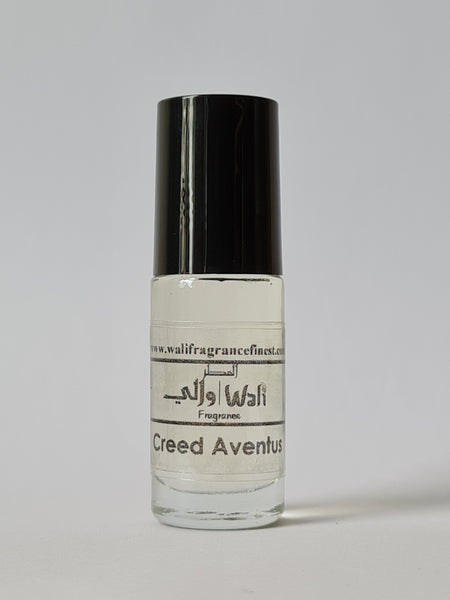 www.walifragrancefinest.com
العطر
والي | Wali
Fragrance
Creed Aventus